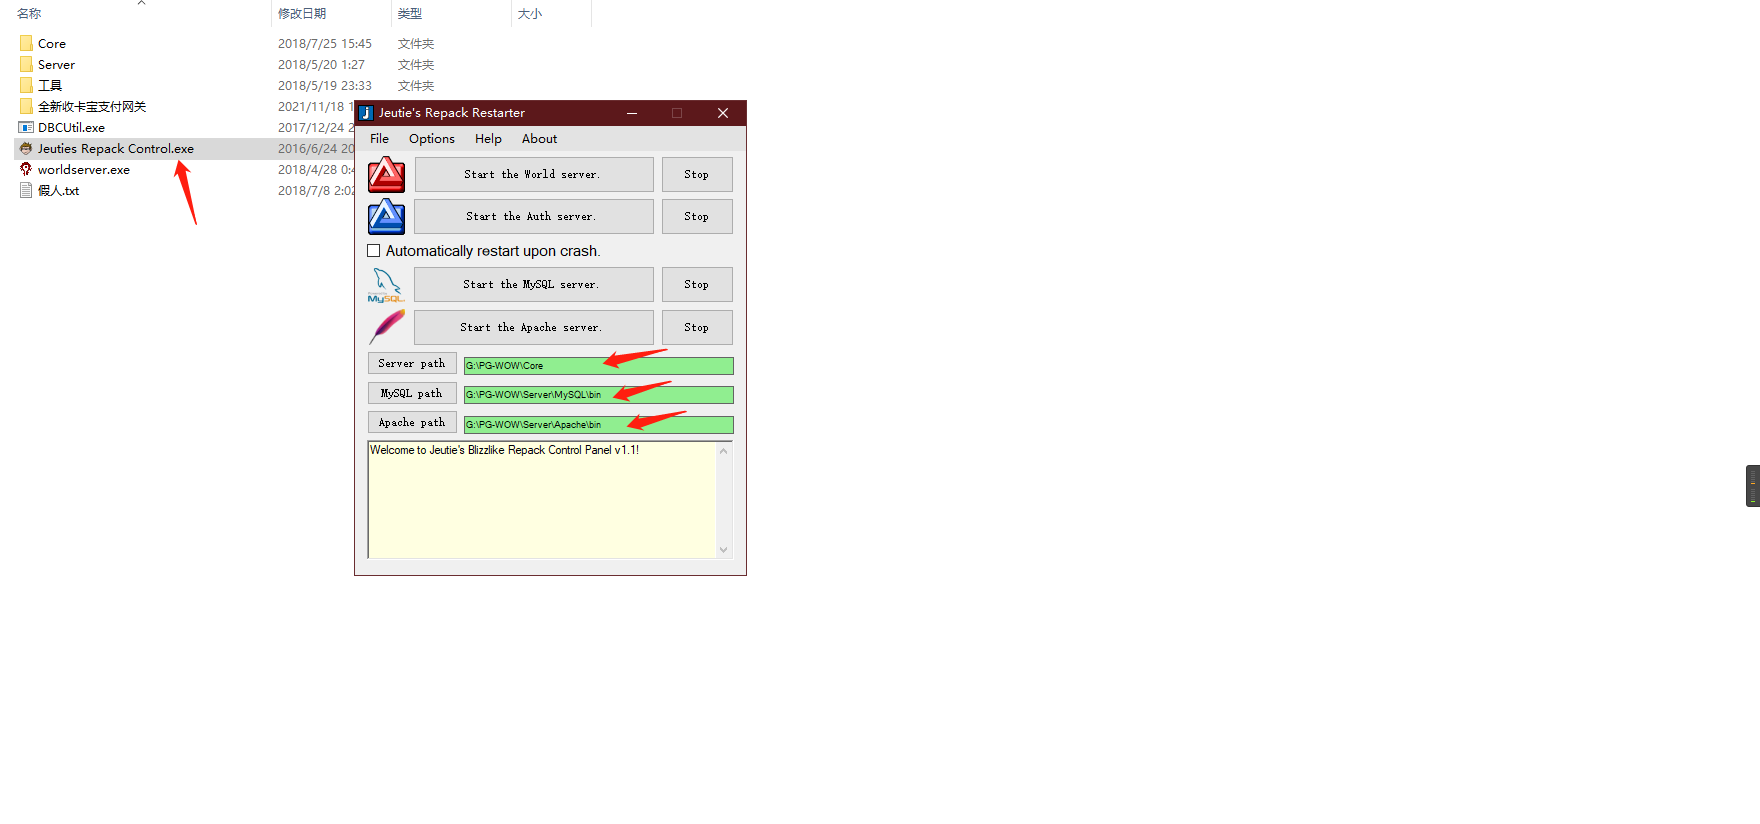 名称 修改日期 类型 大小
Core 2018/7/25 15:45 文件夹
Server 2018/5/20 1:27 文件夹
工具 2018/5/19 23:33 文件夹
全新收卡宝支付网关 2021/11/18 1
DBCUtil.exe 2017/12/24 2
Jeuties Repack Control.exe 2016/6/24 20
worldserver.exe 2018/4/28 0:4
假人.txt 2018/7/8 2:02
Jeutie's Repack Restarter
File Options Help About
Start the World server. Stop
Start the Auth server. Stop
Automatically restart upon crash.
MySQL
Start the MySQL server. Stop
Start the Apache server. Stop
Server path G:\PG-WOW\Core
MySQL path G:\PG-WOW\Server\MySQL\bin
Apache path G:\PG-WOW\Server\Apache\bin
Welcome to Jeutie's Blizzlike Repack Control Panel v1.1!